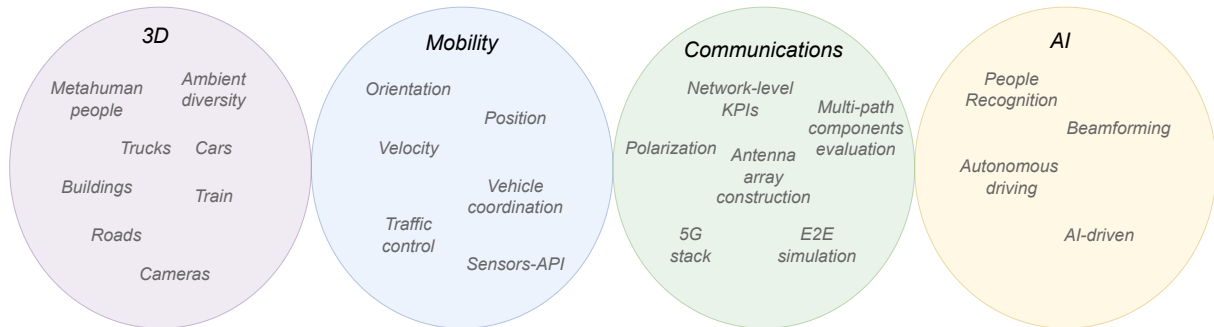 3D
Metahuman
people
Ambient
diversity
Trucks
Cars
Buildings
Train
Roads
Cameras
Mobility
Orientation
Position
Velocity
Vehicle
coordination
Traffic
control
Sensors-API
Communications
Network-level
KPIs
Multi-path
components
evaluation
Polarization
Antenna
array
construction
5G
stack
E2E
simulation
AI
People
Recognition
Beamforming
Autonomous
driving
AI-driven